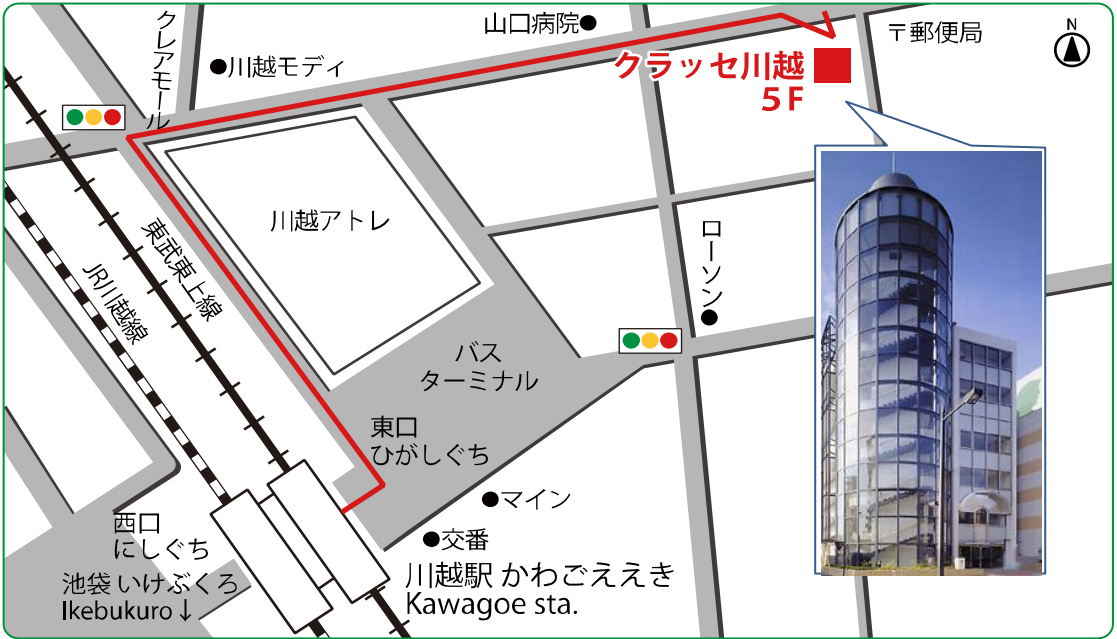 クレアモール
●川越モディ
山口病院●
クラッセ川越
5F
〒郵便局
N
川越アトレ
東武東上線
JR川越線
ローソン●
バス
ターミナル
東口
ひがしぐち
●マイン
●交番
西口
にしぐち
池袋 いけぶくろ
Ikebukuro↓
川越駅 かわごええき
Kawagoe sta.